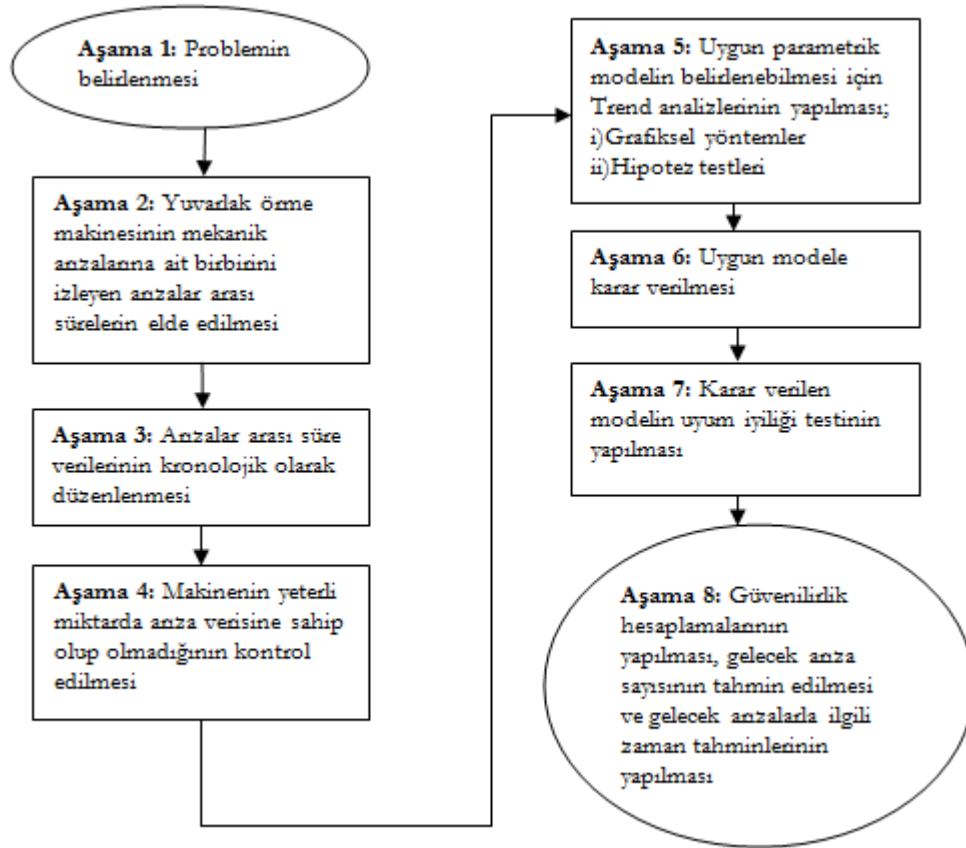 Aşama 1: Problemin
belirlenmesi
Aşama 2: Yuvarlak örme
makinesinin mekanik
arızalarına ait birbirini
izleyen arızalar arası
sürelerin elde edilmesi
Aşama 3: Arızalar arası süre
verilerinin kronolojik olarak
düzenlenmesi
Aşama 4: Makinenin yeterli
miktarda arıza verisine sahip
olup olmadığının kontrol
edilmesi
Aşama 5: Uygun parametrik
modelin belirlenebilmesi için
Trend analizlerinin yapılması;
i)Grafiksel yöntemler
ii)Hipotez testleri
Aşama 6: Uygun modele
karar verilmesi
Aşama 7: Karar verilen
modelin uyum iyiliği testinin
yapılması
Aşama 8: Güvenilirlik
hesaplamalarının
yapılması, gelecek arıza
sayısının tahmin edilmesi
ve gelecek arızalarla ilgili
zaman tahminlerinin
yapılması